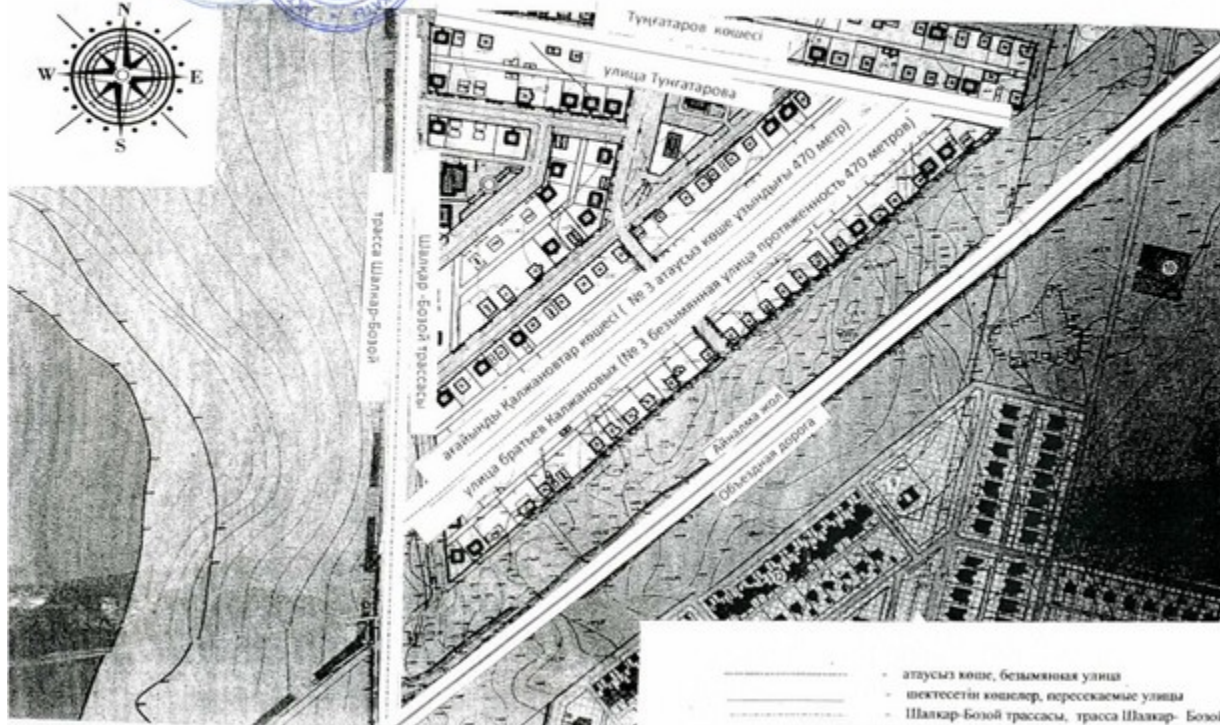 N
W E
S
Тұңғатаров көшесі
улица Тунгатарова
трасса Шалкар-Бозой
Шалкар -Бозой трассасы
ағайынды Қалжановтар көшесі ( № 3 атаусыз көше ұзындығы 470 метр)
улица братьев Калжановых (№ 3 безымянная улица протяженность 470 метров)
Айналма жол
Объездная дорога
- атаусыз көше, безымянная улица
- шектесетін көшелер, пересекаемые улицы
- Шалкар-Бозой трассасы, трасса Шалкар- Бозой